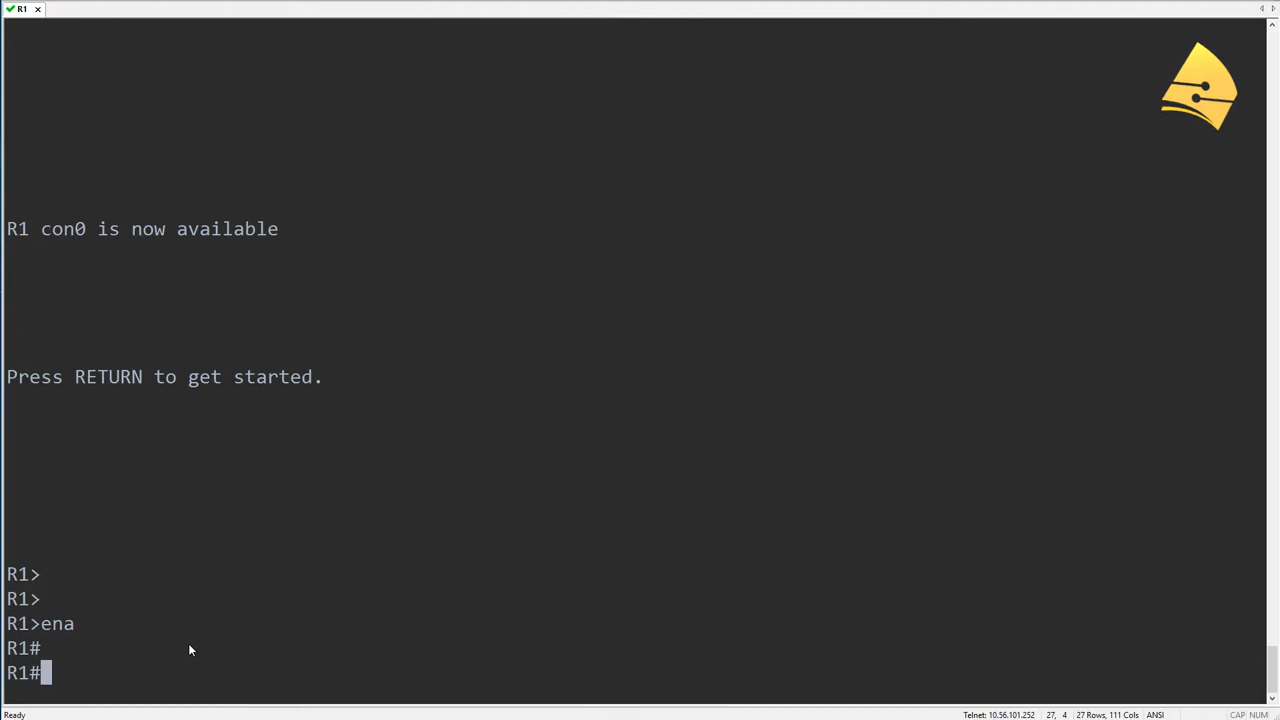 R1
R1 con0 is now available
Press RETURN to get started.
R1>
R1>
R1>ena
R1#
R1#
Ready
Telnet: 10.56.101.252
27, 4
27 Rows, 111 Cols
ANSI
CAP
NUM